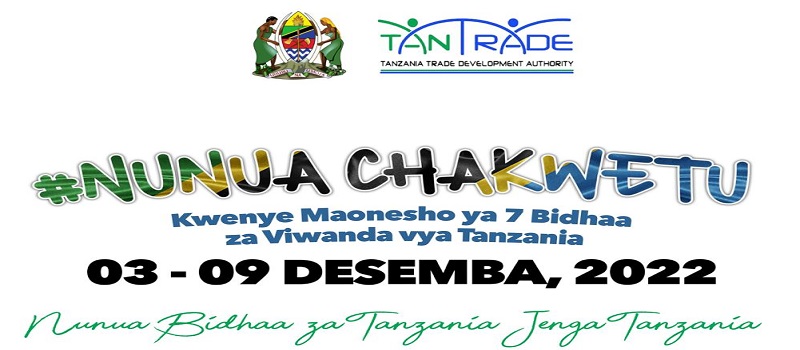 TANTRADE
TANZANIA TRADE DEVELOPMENT AUTHORITY
#NUNUA CHAKWETU
Kwenye Maonesho ya 7 Bidhaa
za Viwanda vya Tanzania
03 - 09 DESEMBA, 2022
Nunua Bidhaa za Tanzania Jenga Tanzania